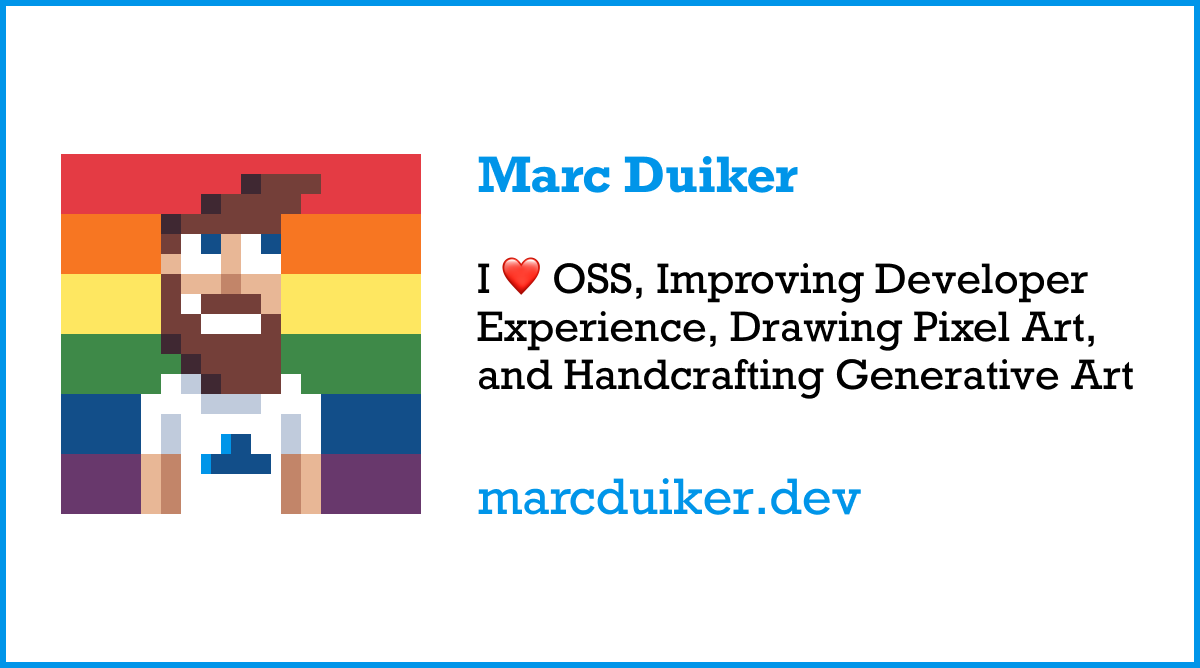 Marc Duiker
I ❤️ OSS, Improving Developer
Experience, Drawing Pixel Art,
and Handcrafting Generative Art
marcduiker.dev